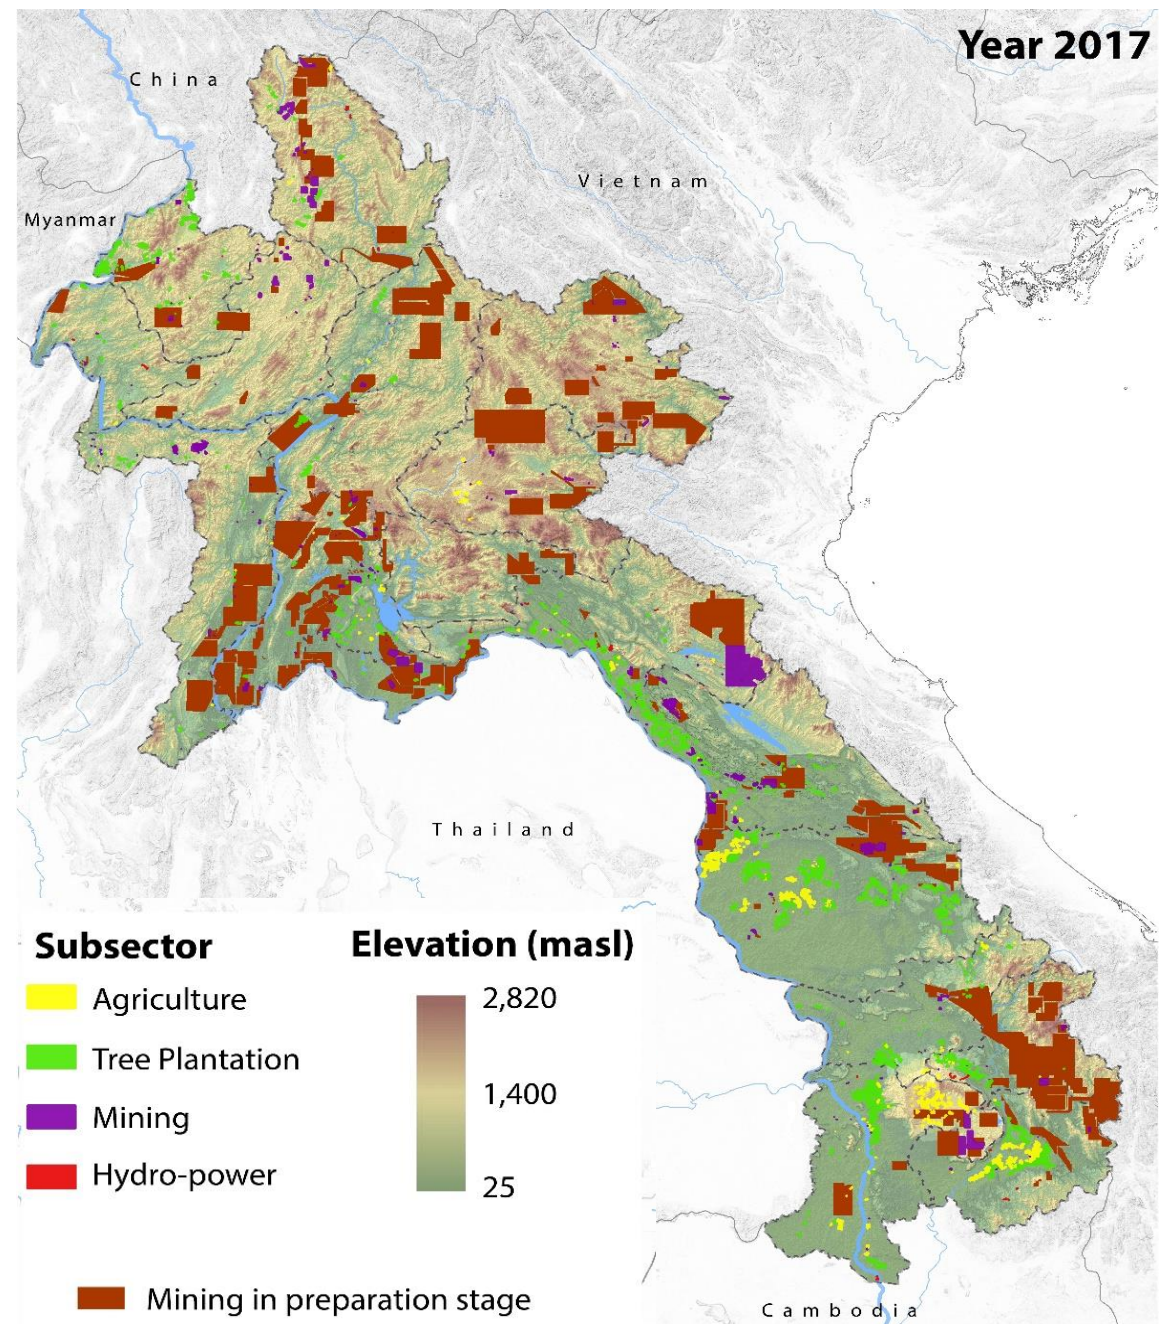 Year 2017
China
Vietnam
Myanmar
Thailand
Subsector
Agriculture
Tree Plantation
Mining
Hydro-power
Elevation (masl)
2,820
1,400
25
Mining in preparation stage
Cambodia